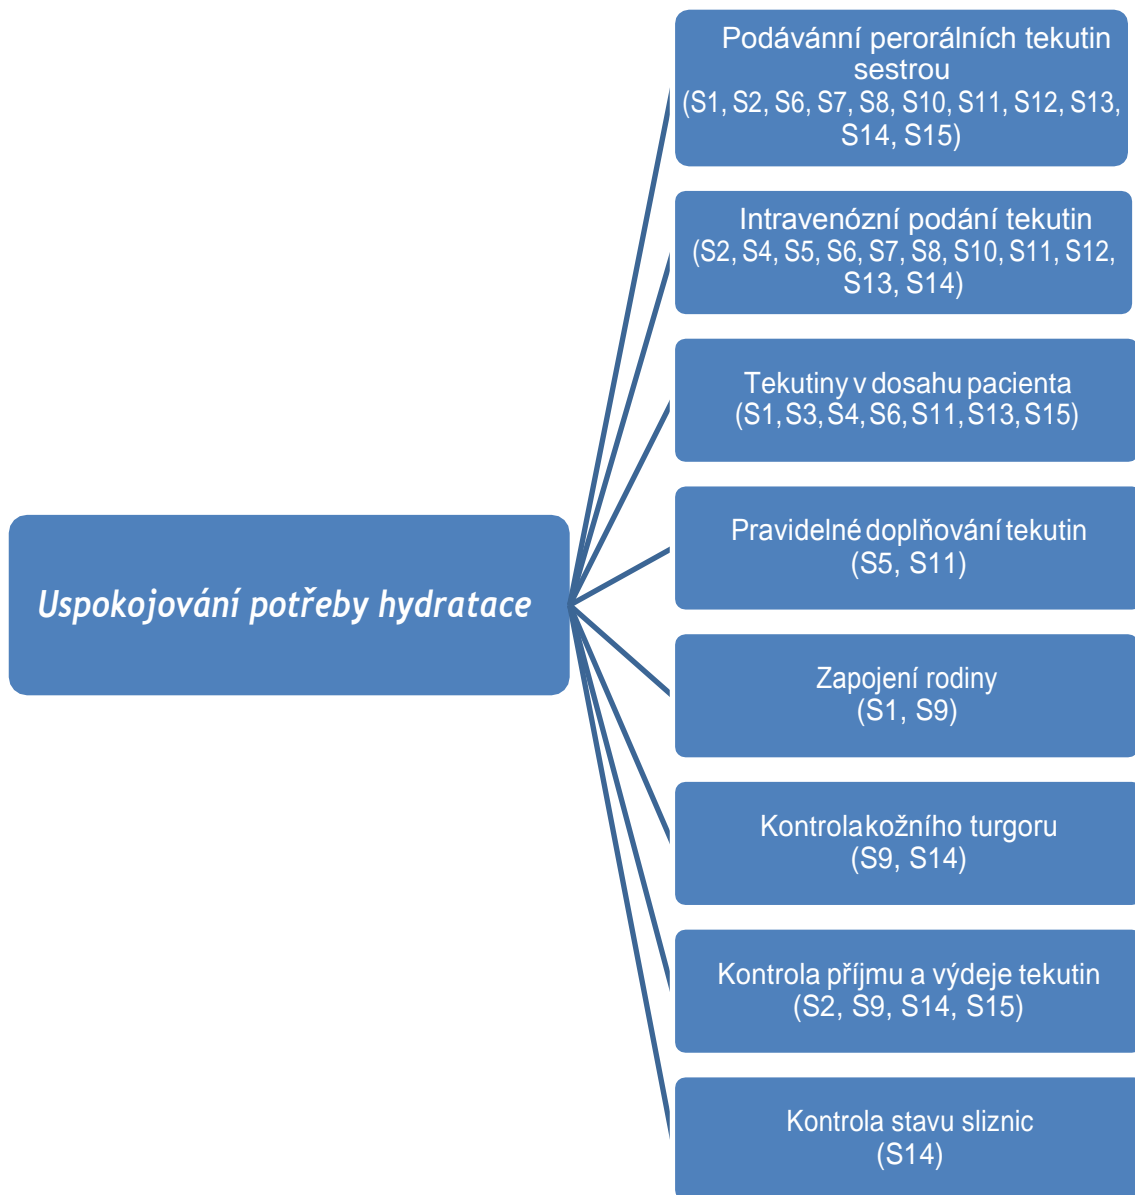 Podávánní perorálních tekutin
sestrou
(S1, S2, S6, S7, S8, S10, S11, S12, S13,
S14, S15)
Intravenózní podání tekutin
(S2, S4, S5, S6, S7, S8, S10, S11, S12,
S13, S14)
Tekutiny v dosahu pacienta
(S1, S3, S4, S6, S11, S13, S15)
Pravidelné doplňování tekutin
(S5, S11)
Uspokojování potřeby hydratace
Zapojení rodiny
(S1, S9)
Kontrolakožního turgoru
(S9, S14)
Kontrola příjmu a výdeje tekutin
(S2, S9, S14, S15)
Kontrola stavu sliznic
(S14)